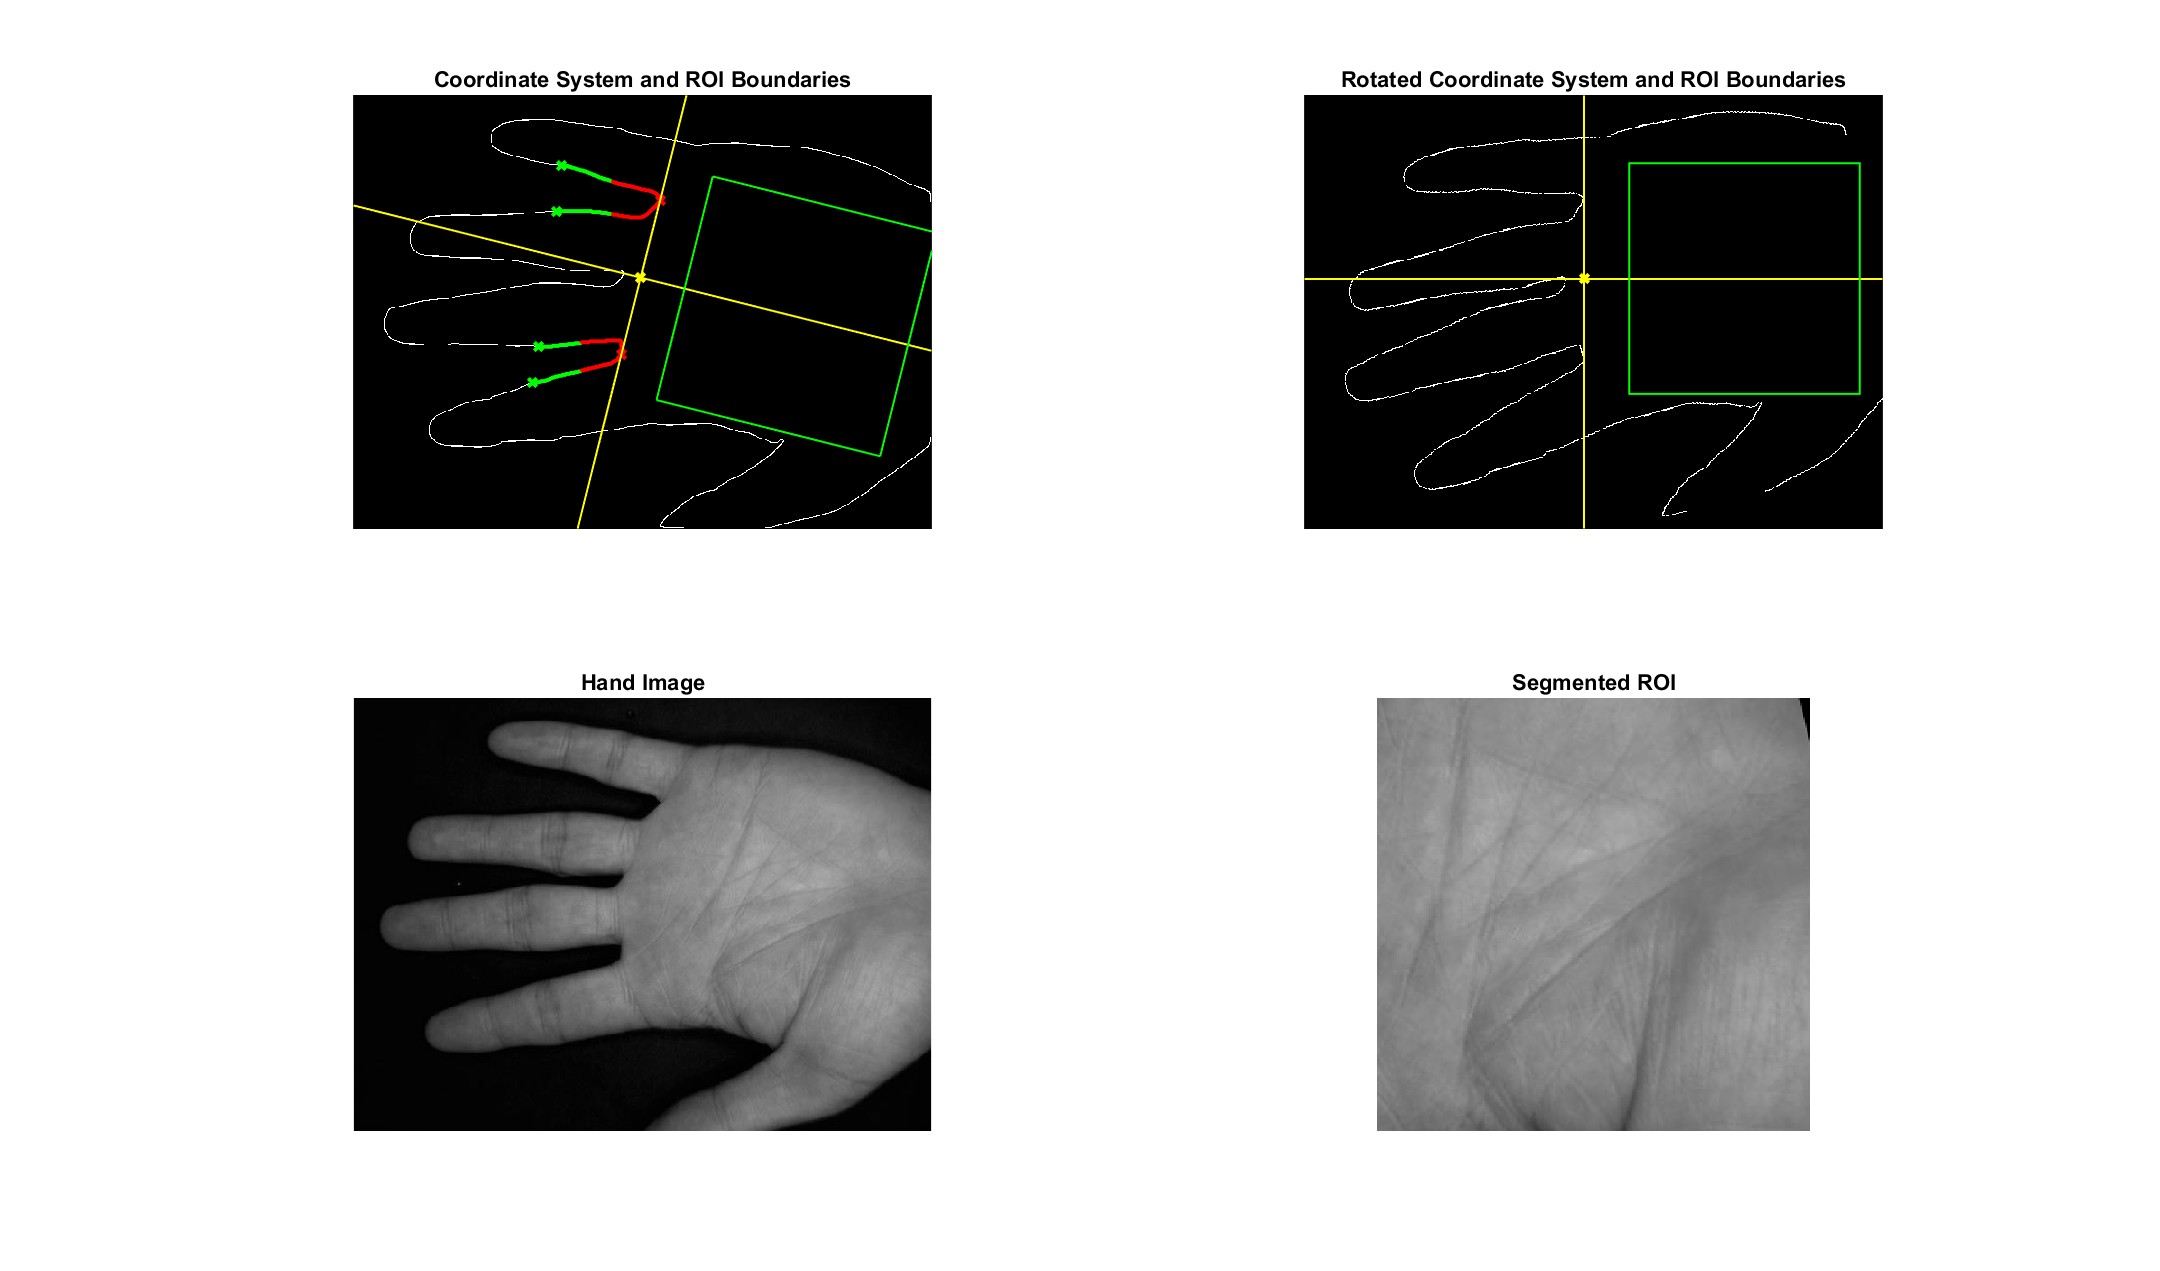 Coordinate System and ROI Boundaries
Rotated Coordinate System and ROI Boundaries
Hand Image
Segmented ROI